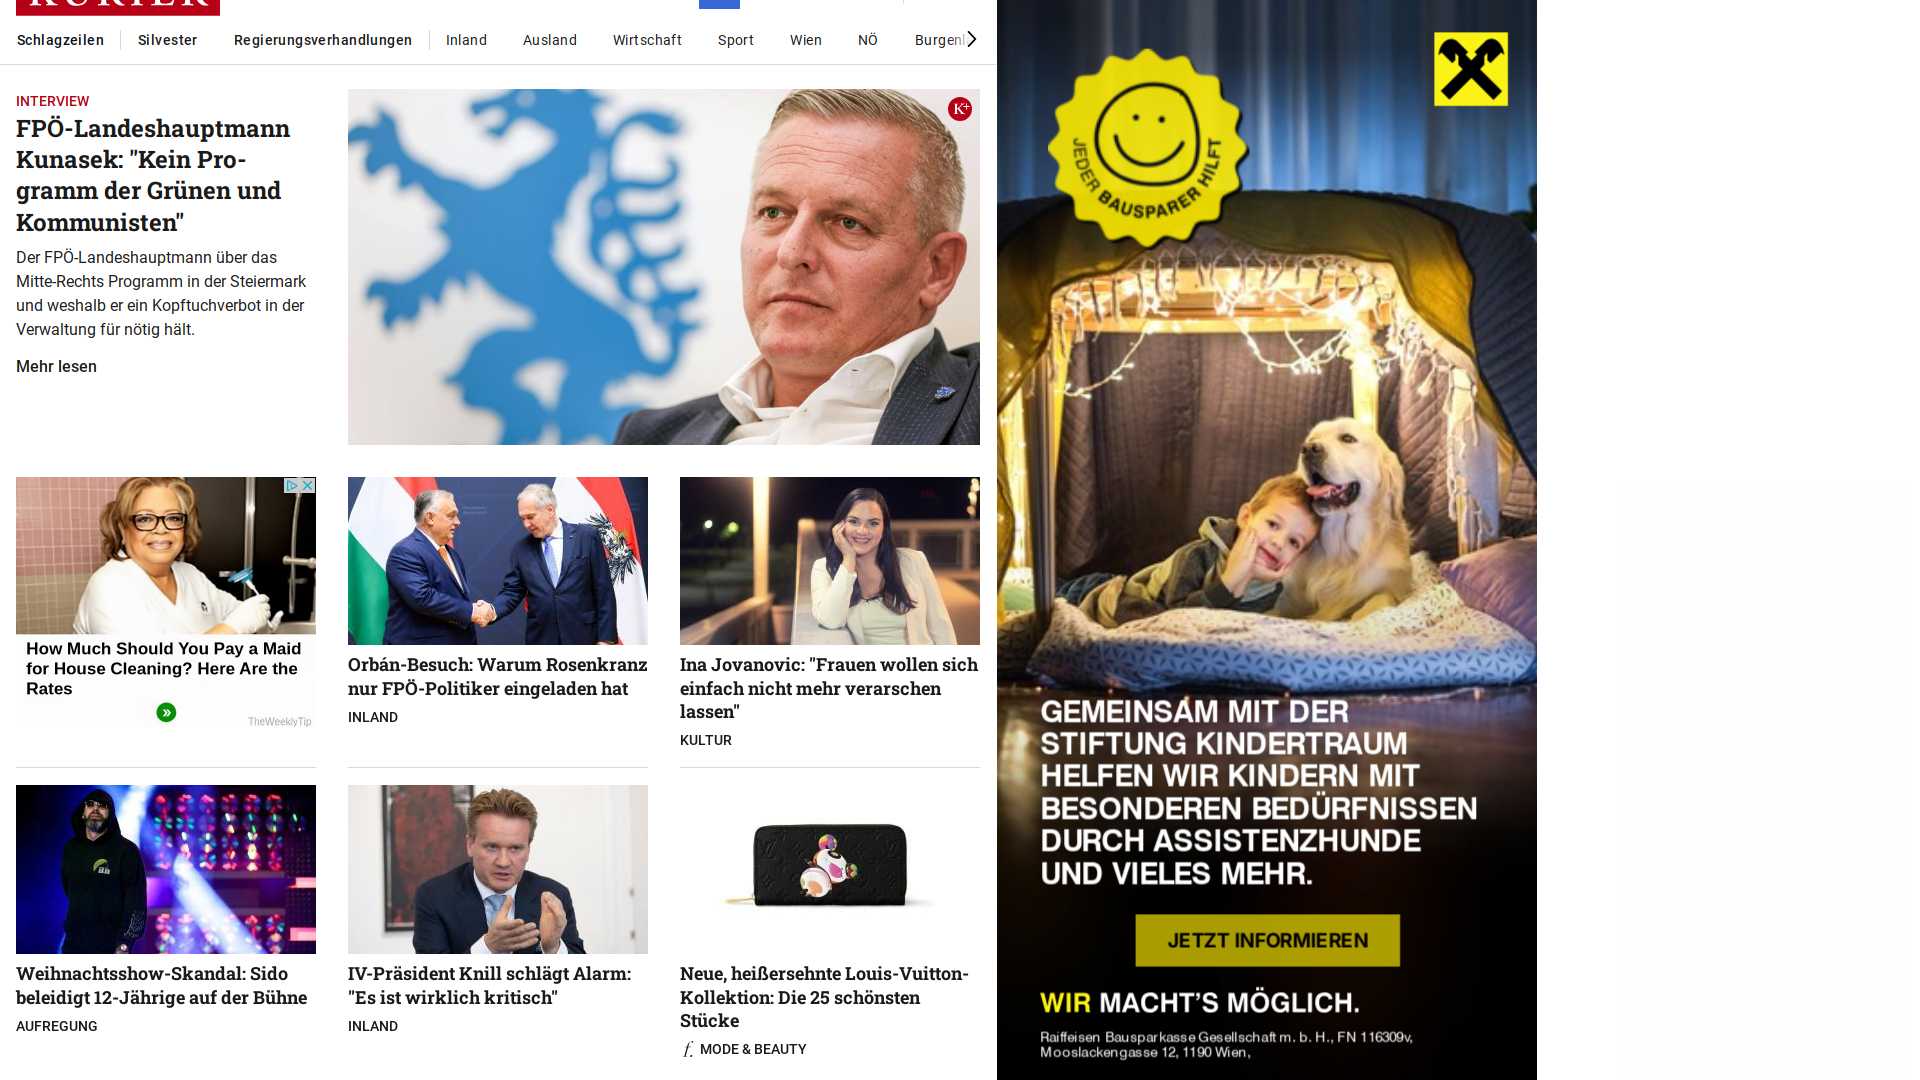 KURIER
Schlagzeilen
Silvester
Regierungsverhandlungen
Inland
Ausland
Wirtschaft
Sport
Wien
NÖ
INTERVIEW
FPÖ-Landeshauptmann
Kunasek: "Kein Pro-
gramm der Grünen und
Kommunisten"
Der FPÖ-Landeshauptmann über das
Mitte-Rechts Programm in der Steiermark
und weshalb er ein Kopftuchverbot in der
Verwaltung für nötig hält.
Mehr lesen
K+
How Much Should You Pay a Maid
for House Cleaning? Here Are the
Rates
TheWeeklyTip
Orbán-Besuch: Warum Rosenkranz
nur FPÖ-Politiker eingeladen hat
INLAND
Ina Jovanovic: "Frauen wollen sich
einfach nicht mehr verarschen
lassen"
KULTUR
Weihnachtsshow-Skandal: Sido
beleidigt 12-Jährige auf der Bühne
AUFREGUNG
IV-Präsident Knill schlägt Alarm:
"Es ist wirklich kritisch"
INLAND
Neue, heißersehnte Louis-Vuitton-
Kollektion: Die 25 schönsten
Stücke
f. MODE & BEAUTY
JEDER BAUSPARER HILFT
GEMEINSAM MIT DER
STIFTUNG KINDERTRAUM
HELFEN WIR KINDERN MIT
BESONDEREN BEDÜRFNISSEN
DURCH ASSISTENZHUNDE
UND VIELES MEHR.
JETZT INFORMIEREN
WIR MACHT'S MÖGLICH.
Raiffeisen Bausparkasse Gesellschaft m. b. H., FN 116309v,
Mooslackengasse 12, 1190 Wien,